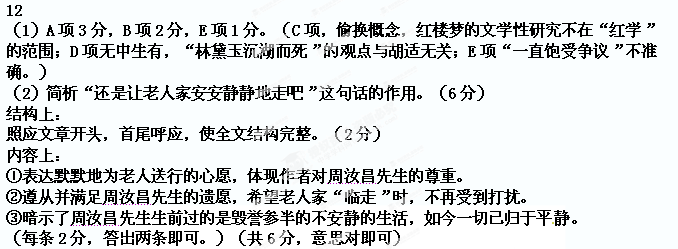 12
（1）A项3分，B项2分，E项1分。（C项，偷换概念，红楼梦的文学性研究不在“红学”
的范围；D项无中生有，“林黛玉沉湖而死”的观点与胡适无关；E项“一直饱受争议”不准
确。）
（2）简析“还是让老人家安安静静地走吧”这句话的作用。（6分）
结构上：
照应文章开头，首尾呼应，使全文结构完整。（2分）
内容上：
①表达默默地为老人送行的心愿，体现作者对周汝昌先生的尊重。
②遵从并满足周汝昌先生的遗愿，希望老人家“临走”时，不再受到打扰。
③暗示了周汝昌先生生前过的是毁誉参半的不安静的生活，如今一切已归于平静。
（每条2分，答出两条即可。）（共6分，意思对即可）